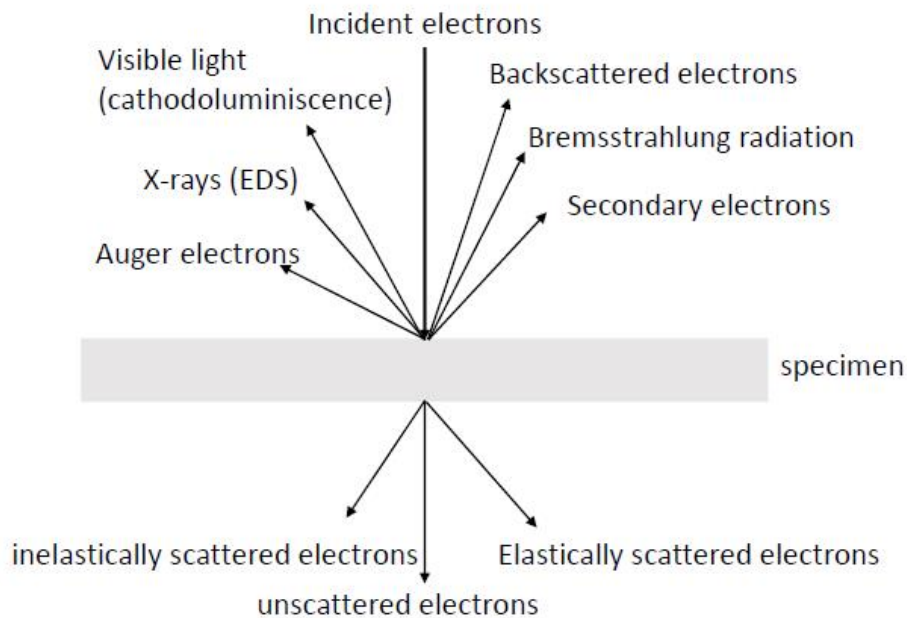 Incident electrons
Visible light
(cathodoluminiscence)
Backscattered electrons
Bremsstrahlung radiation
X-rays (EDS)
Secondary electrons
Auger electrons
specimen
inelastically scattered electrons
Elastically scattered electrons
unscattered electrons